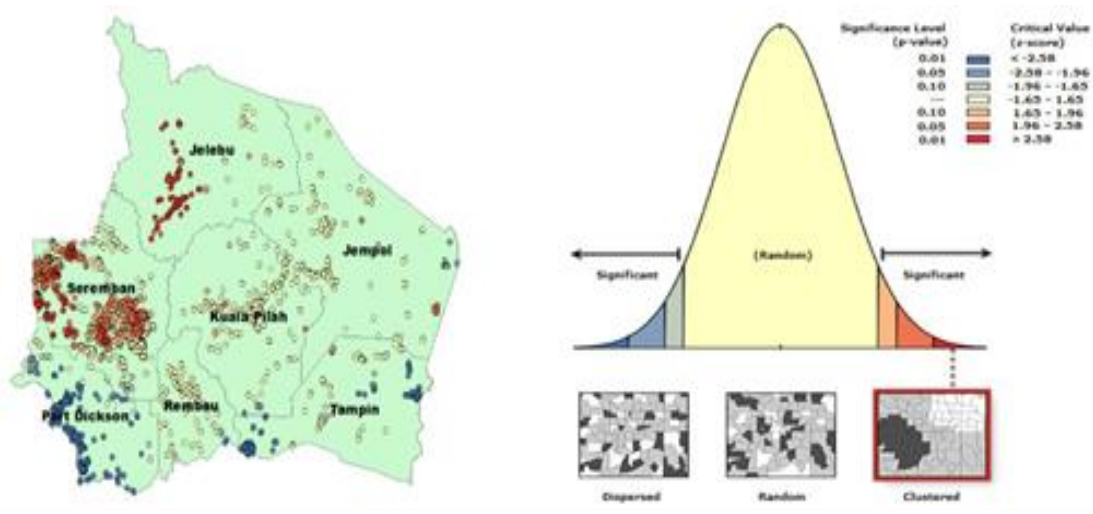 Jelebu
Jempol
Seremban
Kuala Pilah
Port Dickson
Rembau
Tampin
Significance Level
(p-value)
Critical Value
(z-score)
0.01 < -2.58
0.05 -2.58 - -1.96
0.10 -1.96 - -1.65
--- -1.65 - 1.65
0.10 1.65 - 1.96
0.05 1.96 - 2.58
0.01 > 2.58
(Random)
Significant
Significant
Dispersed
Random
Clustered